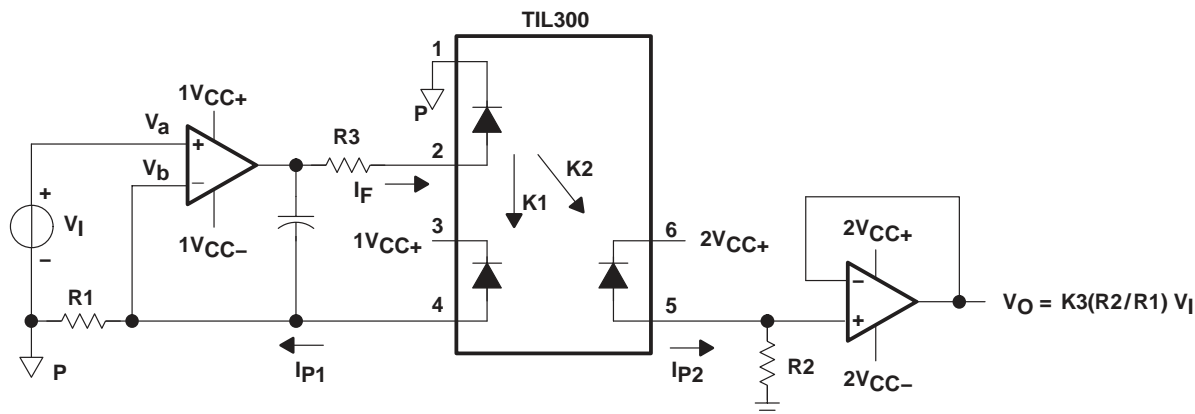 TIL300
1
P
1VCC+
Va
Vb
+
−
R3
2
IF
K1
K2
+
VI
−
1VCC−
3
1VCC+
6
2VCC+
2VCC+
R1
4
5
−
+
VO = K3(R2/R1) VI
P
IP1
IP2
R2
2VCC−